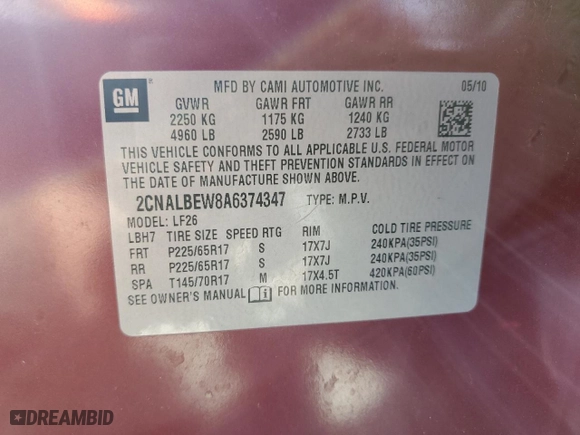 GM
MFD BY CAMI AUTOMOTIVE INC. 05/10
GVWR GAWR FRT GAWR RR
2250 KG 1175 KG 1240 KG
4960 LB 2590 LB 2733 LB
THIS VEHICLE CONFORMS TO ALL APPLICABLE U.S. FEDERAL MOTOR
VEHICLE SAFETY AND THEFT PREVENTION STANDARDS IN EFFECT ON
THE DATE OF MANUFACTURE SHOWN ABOVE.
2CNALBEW8A6374347 TYPE: M.P.V.
MODEL: LF26
LBH7 TIRE SIZE SPEED RTG RIM COLD TIRE PRESSURE
FRT P225/65R17 S 17X7J 240KPA(35PSI)
RR P225/65R17 S 17X7J 240KPA(35PSI)
SPA T145/70R17 M 17X4.5T 420KPA(60PSI)
SEE OWNER'S MANUAL FOR MORE INFORMATION.
DREAMBID